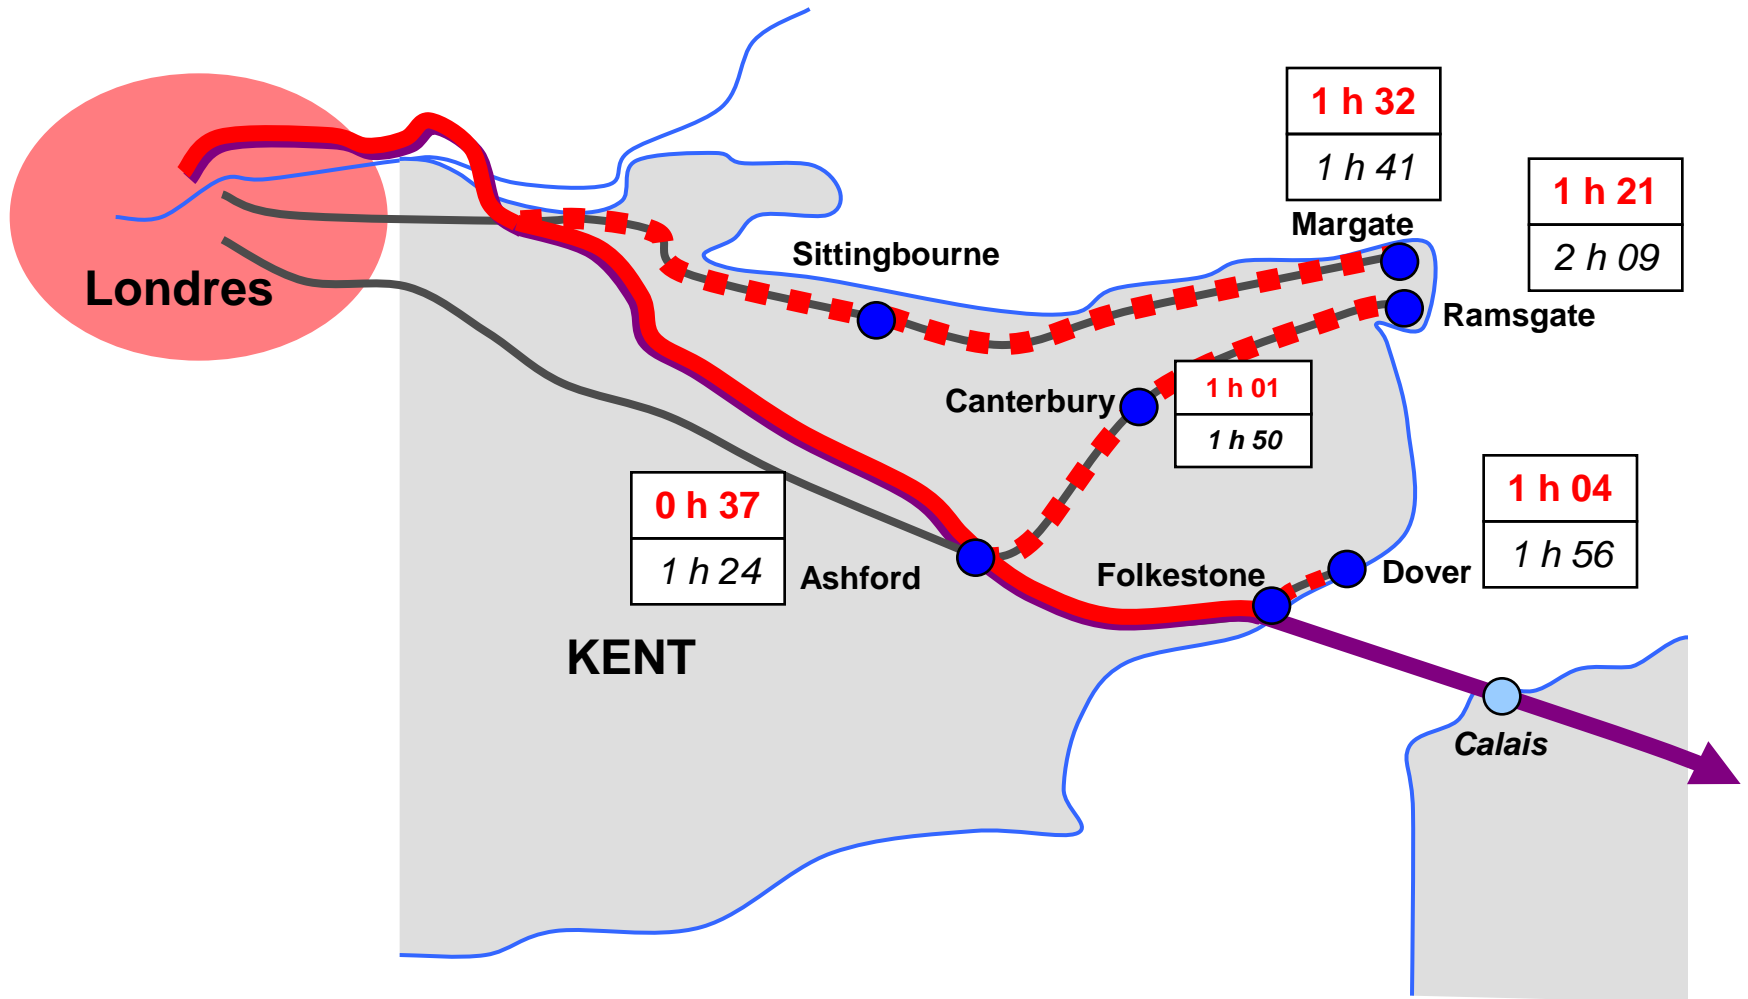 1 h 32
1 h 41
Margate
1 h 21
2 h 09
Ramsgate
Sittingbourne
Londres
Canterbury
1 h 01
1 h 50
0 h 37
1 h 24
Ashford
Folkestone
Dover
1 h 04
1 h 56
KENT
Calais